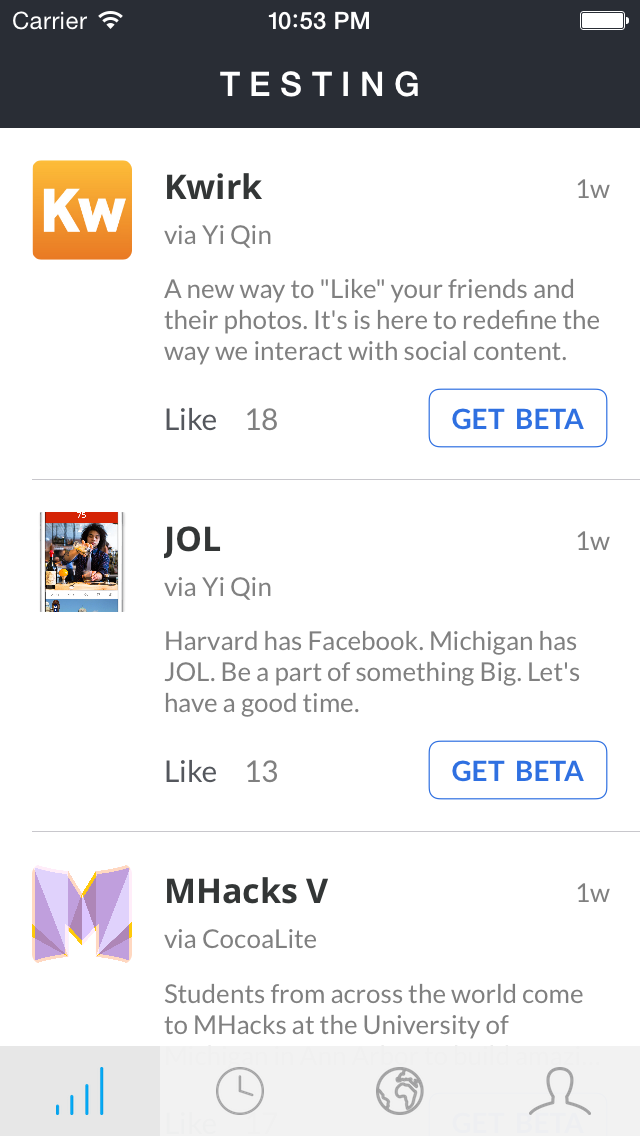 Carrier 10:53 PM
TESTING
Kw
Kwirk 1w
via Yi Qin
A new way to "Like" your friends and
their photos. It's is here to redefine the
way we interact with social content.
Like 18 GET BETA
75
JOL 1w
via Yi Qin
Harvard has Facebook. Michigan has
JOL. Be a part of something Big. Let's
have a good time.
Like 13 GET BETA
MHacks V 1w
via CocoaLite
Students from across the world come
to MHacks at the University of
Like 17 GET BETA